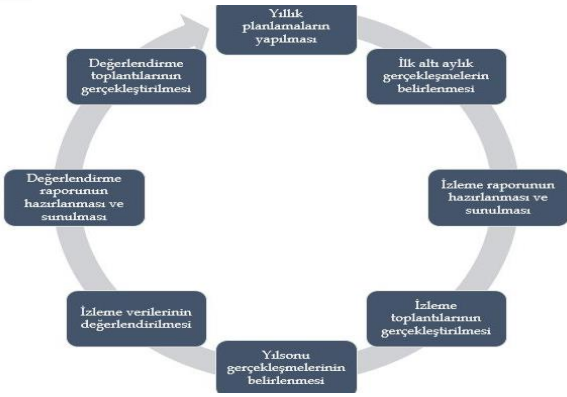 Yıllık
planlamaların
yapılması
İlk altı aylık
gerçekleşmelerin
belirlenmesi
İzleme raporunun
hazırlanması ve
sunulması
İzleme
toplantılarının
gerçekleştirilmesi
Yılsonu
gerçekleşmelerinin
belirlenmesi
İzleme verilerinin
değerlendirilmesi
Değerlendirme
raporunun
hazırlanması ve
sunulması
Değerlendirme
toplantılarının
gerçekleştirilmesi